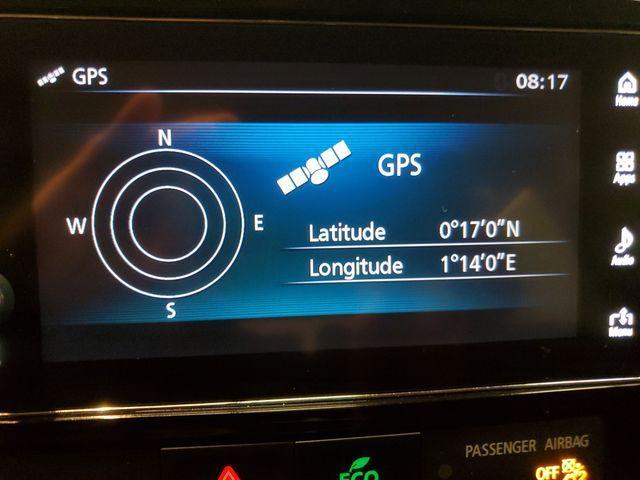 GPS 08:17
Home
N
GPS
Apps
W E
Latitude 0°17'0"N
Audio
Longitude 1°14'0"E
S
Menu
PASSENGER AIRBAG
ECO
OFF